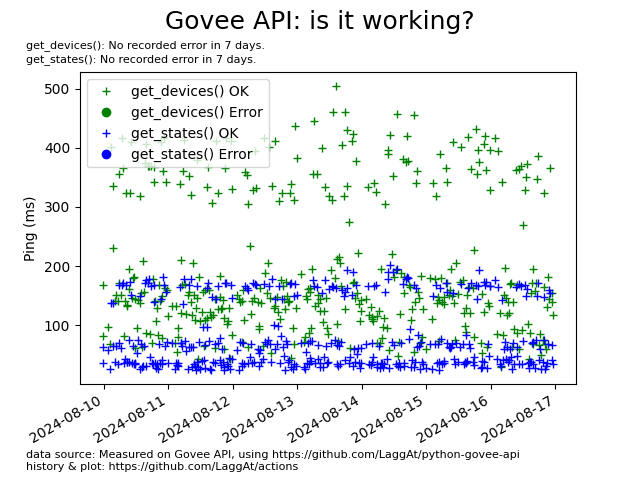 Govee API: is it working?
get_devices(): No recorded error in 7 days.
get_states(): No recorded error in 7 days.
get_devices() OK
get_devices() Error
get_states() OK
get_states() Error
Ping (ms)
500
400
300
200
100
2024-08-10
2024-08-11
2024-08-12
2024-08-13
2024-08-14
2024-08-15
2024-08-16
2024-08-17
data source: Measured on Govee API, using https://github.com/LaggAt/python-govee-api
history & plot: https://github.com/LaggAt/actions